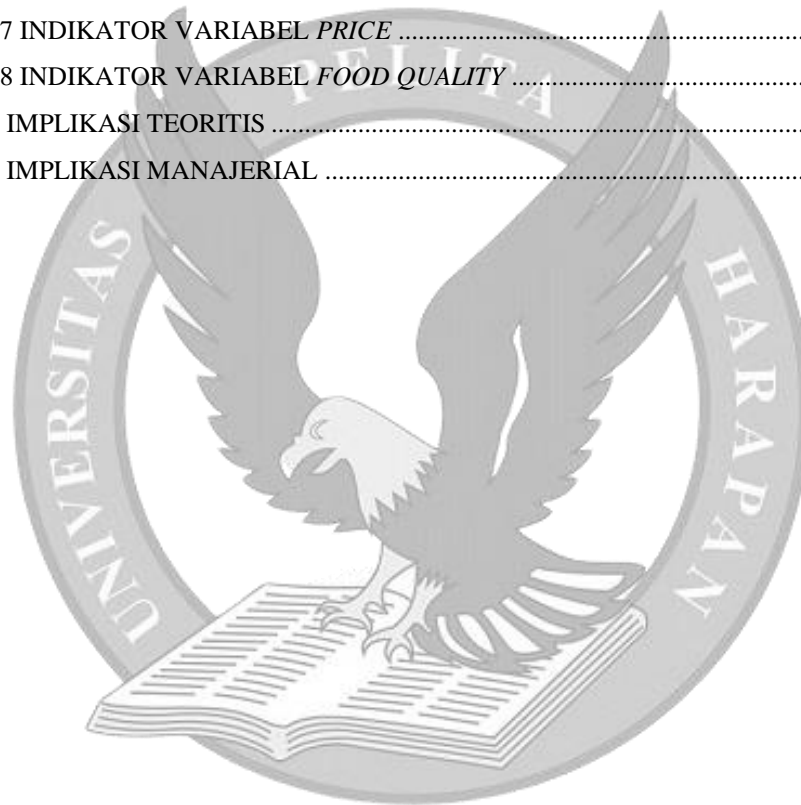 7 INDIKATOR VARIABEL PRICE ..........................................................................
8 INDIKATOR VARIABEL FOOD QUALITY .....................................................
IMPLIKASI TEORITIS ................................................................................................
IMPLIKASI MANAJERIAL .......................................................................................
UNIVERSITAS PELITA HARAPAN